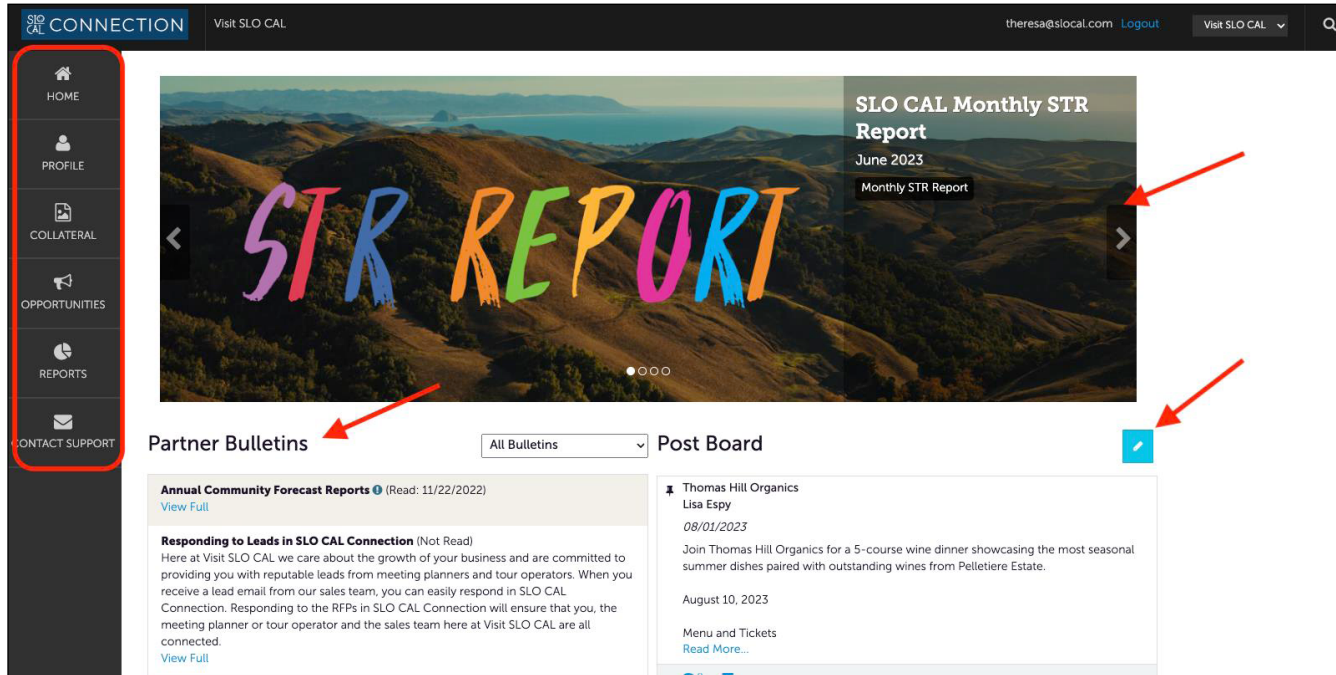 SLO CAL CONNECTION
Visit SLO CAL
theresa@slocal.com Logout
Visit SLO CAL
HOME
PROFILE
COLLATERAL
OPPORTUNITIES
REPORTS
CONTACT SUPPORT
STR REPORT
SLO CAL Monthly STR
Report
June 2023
Monthly STR Report
Partner Bulletins
All Bulletins
Annual Community Forecast Reports (Read: 11/22/2022)
View Full
Responding to Leads in SLO CAL Connection (Not Read)
Here at Visit SLO CAL we care about the growth of your business and are committed to
providing you with reputable leads from meeting planners and tour operators. When you
receive a lead email from our sales team, you can easily respond in SLO CAL
Connection. Responding to the RFPs in SLO CAL Connection will ensure that you, the
meeting planner or tour operator and the sales team here at Visit SLO CAL are all
connected.
View Full
Post Board
Thomas Hill Organics
Lisa Espy
08/01/2023
Join Thomas Hill Organics for a 5-course wine dinner showcasing the most seasonal
summer dishes paired with outstanding wines from Pelletiere Estate.
August 10, 2023
Menu and Tickets
Read More...